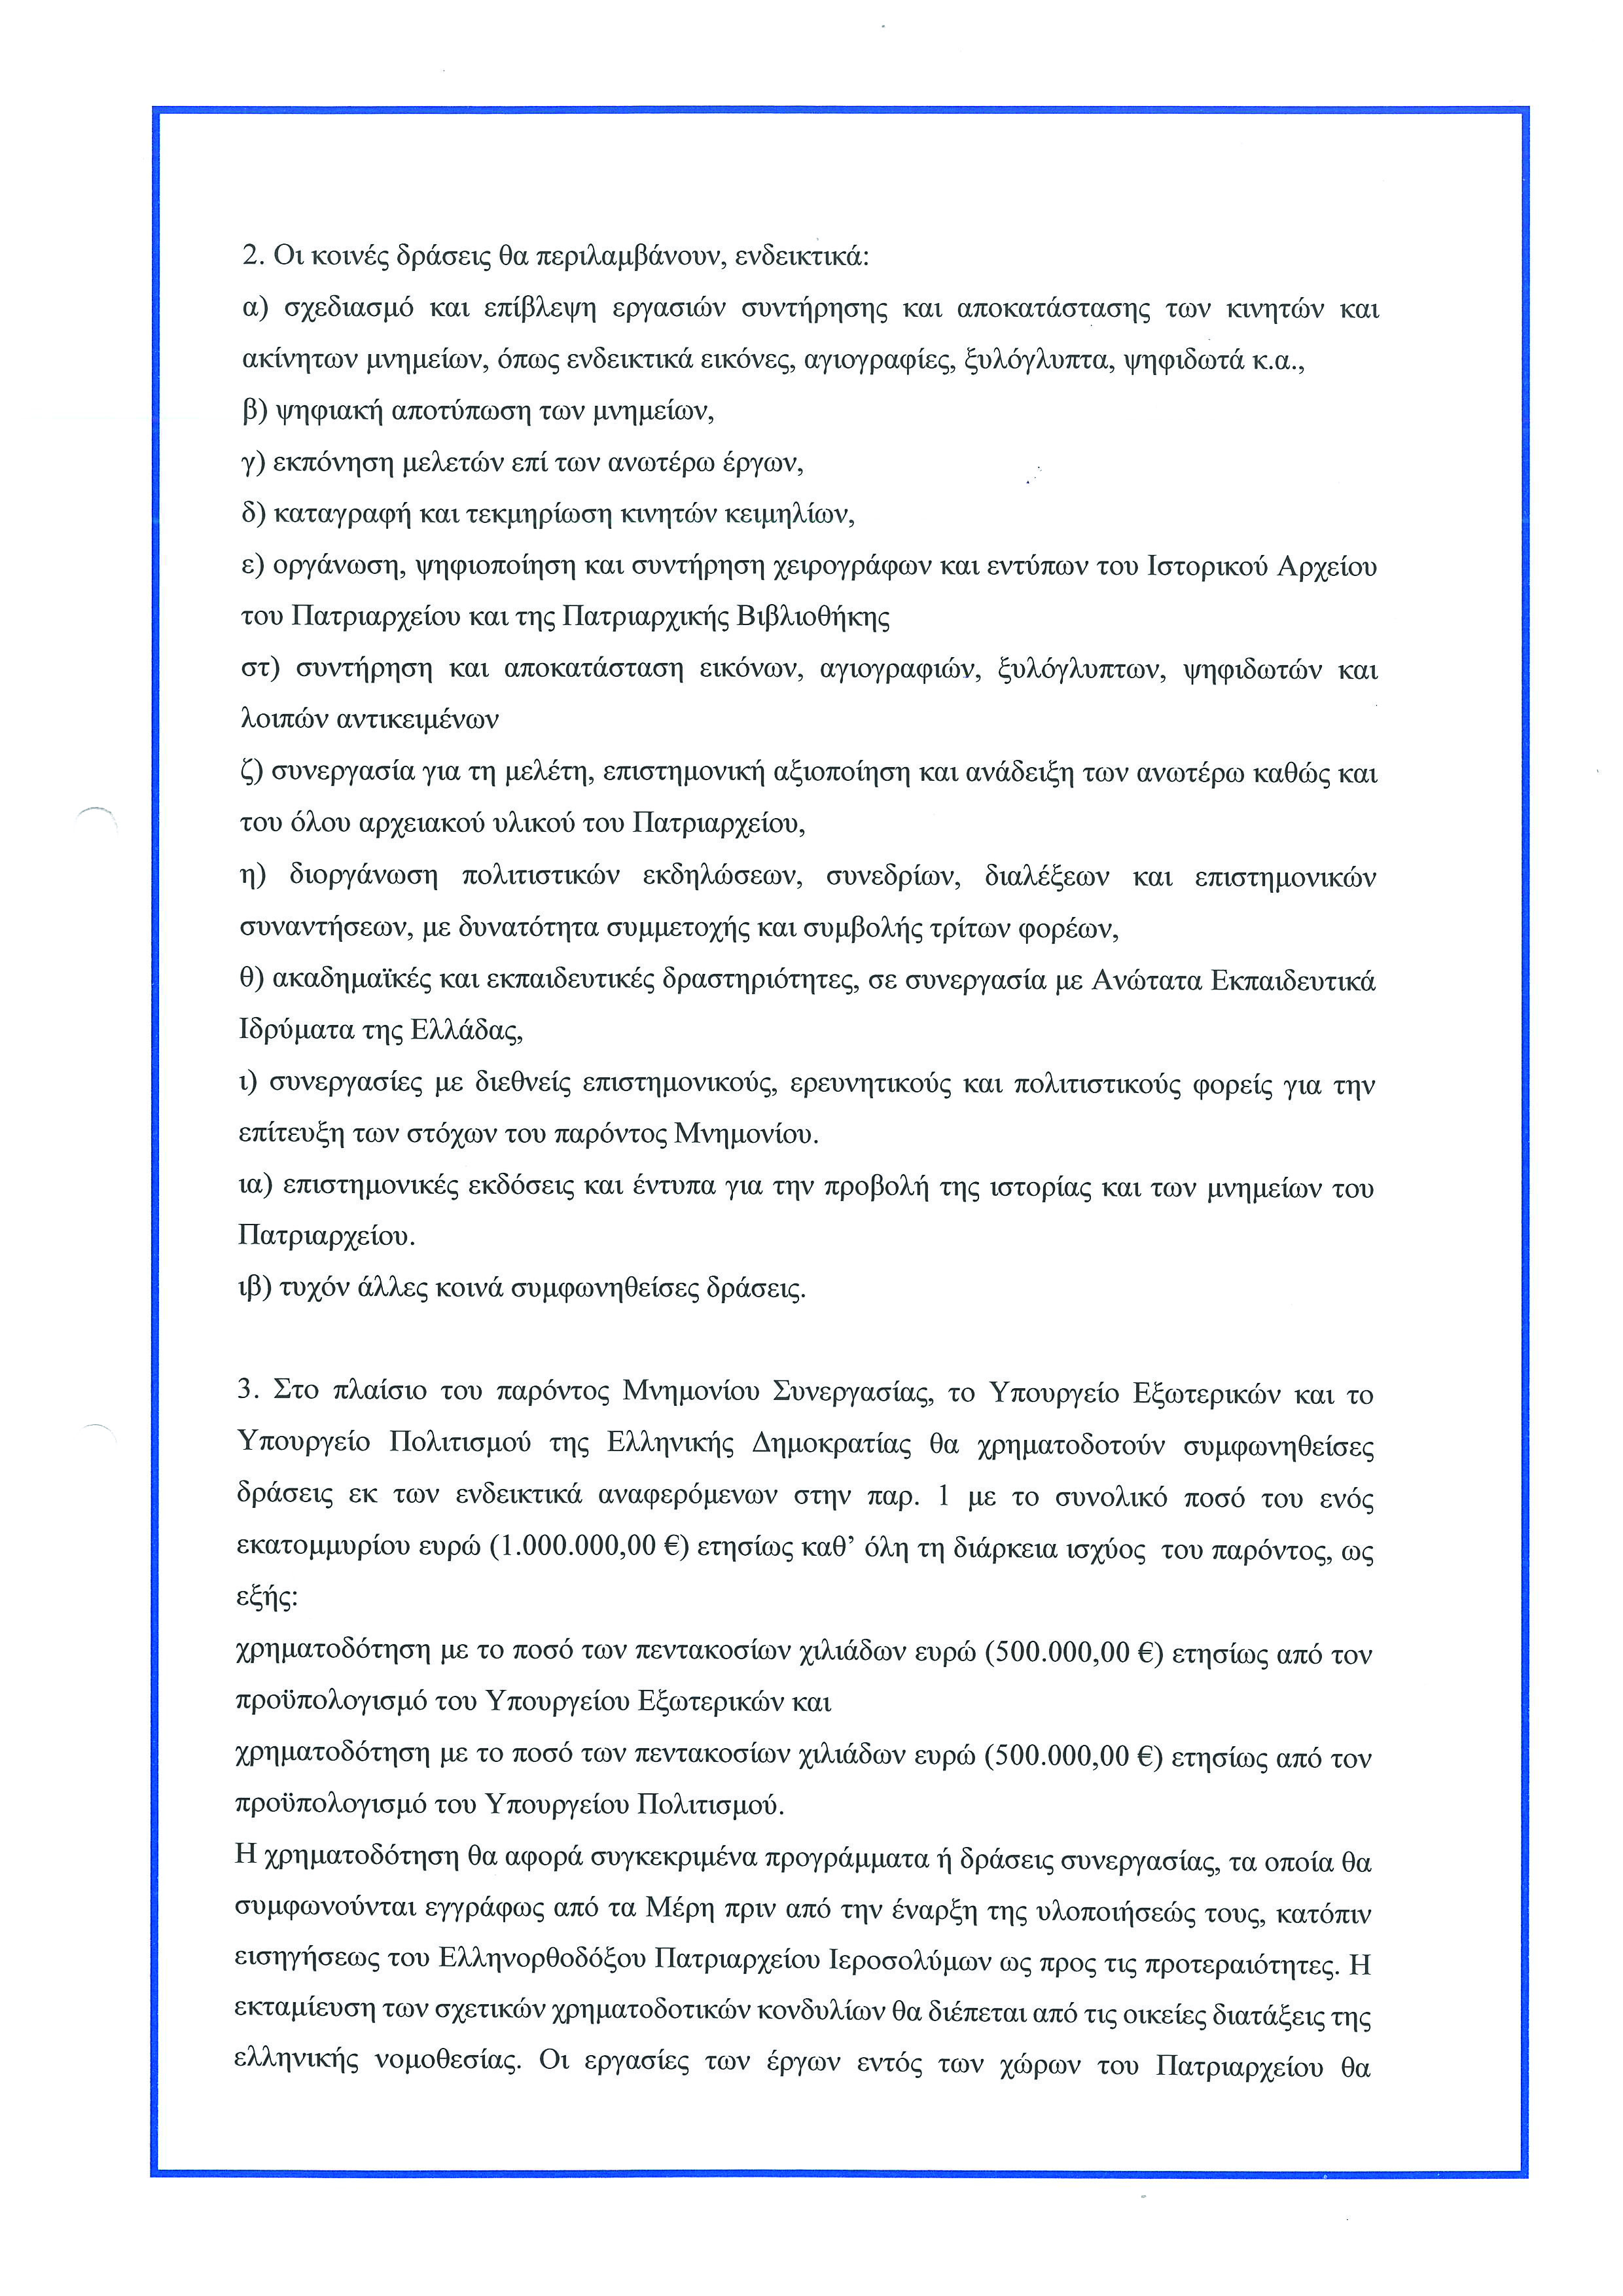 2. Οι κοινές δράσεις θα περιλαμβάνουν, ενδεικτικά:
α) σχεδιασμό και επίβλεψη εργασιών συντήρησης και αποκατάστασης των κινητών και
ακίνητων μνημείων, όπως ενδεικτικά εικόνες, αγιογραφίες, ξυλόγλυπτα, ψηφιδωτά κ.α.,
β) ψηφιακή αποτύπωση των μνημείων,
γ) εκπόνηση μελετών επί των ανωτέρω έργων,
δ) καταγραφή και τεκμηρίωση κινητών κειμηλίων,
ε) οργάνωση, ψηφιοποίηση και συντήρηση χειρογράφων και εντύπων του Ιστορικού Αρχείου
του Πατριαρχείου και της Πατριαρχικής Βιβλιοθήκης
στ) συντήρηση και αποκατάσταση εικόνων, αγιογραφιών, ξυλόγλυπτων, ψηφιδωτών και
λοιπών αντικειμένων
ζ) συνεργασία για τη μελέτη, επιστημονική αξιοποίηση και ανάδειξη των ανωτέρω καθώς και
του όλου αρχειακού υλικού του Πατριαρχείου,
η) διοργάνωση πολιτιστικών εκδηλώσεων, συνεδρίων, διαλέξεων και επιστημονικών
συναντήσεων, με δυνατότητα συμμετοχής και συμβολής τρίτων φορέων,
θ) ακαδημαϊκές και εκπαιδευτικές δραστηριότητες, σε συνεργασία με Ανώτατα Εκπαιδευτικά
Ιδρύματα της Ελλάδας,
ι) συνεργασίες με διεθνείς επιστημονικούς, ερευνητικούς και πολιτιστικούς φορείς για την
επίτευξη των στόχων του παρόντος Μνημονίου.
ια) επιστημονικές εκδόσεις και έντυπα για την προβολή της ιστορίας και των μνημείων του
Πατριαρχείου.
ιβ) τυχόν άλλες κοινά συμφωνηθείσες δράσεις.
3. Στο πλαίσιο του παρόντος Μνημονίου Συνεργασίας, το Υπουργείο Εξωτερικών και το
Υπουργείο Πολιτισμού της Ελληνικής Δημοκρατίας θα χρηματοδοτούν συμφωνηθείσες
δράσεις εκ των ενδεικτικά αναφερόμενων στην παρ. 1 με το συνολικό ποσό του ενός
εκατομμυρίου ευρώ (1.000.000,00 €) ετησίως καθ’ όλη τη διάρκεια ισχύος του παρόντος, ως
εξής:
χρηματοδότηση με το ποσό των πεντακοσίων χιλιάδων ευρώ (500.000,00 €) ετησίως από τον
προϋπολογισμό του Υπουργείου Εξωτερικών και
χρηματοδότηση με το ποσό των πεντακοσίων χιλιάδων ευρώ (500.000,00 €) ετησίως από τον
προϋπολογισμό του Υπουργείου Πολιτισμού.
Η χρηματοδότηση θα αφορά συγκεκριμένα προγράμματα ή δράσεις συνεργασίας, τα οποία θα
συμφωνούνται εγγράφως από τα Μέρη πριν από την έναρξη της υλοποιήσεώς τους, κατόπιν
εισηγήσεως του Ελληνορθοδόξου Πατριαρχείου Ιεροσολύμων ως προς τις προτεραιότητες. Η
εκταμίευση των σχετικών χρηματοδοτικών κονδυλίων θα διέπεται από τις οικείες διατάξεις της
ελληνικής νομοθεσίας. Οι εργασίες των έργων εντός των χώρων του Πατριαρχείου θα